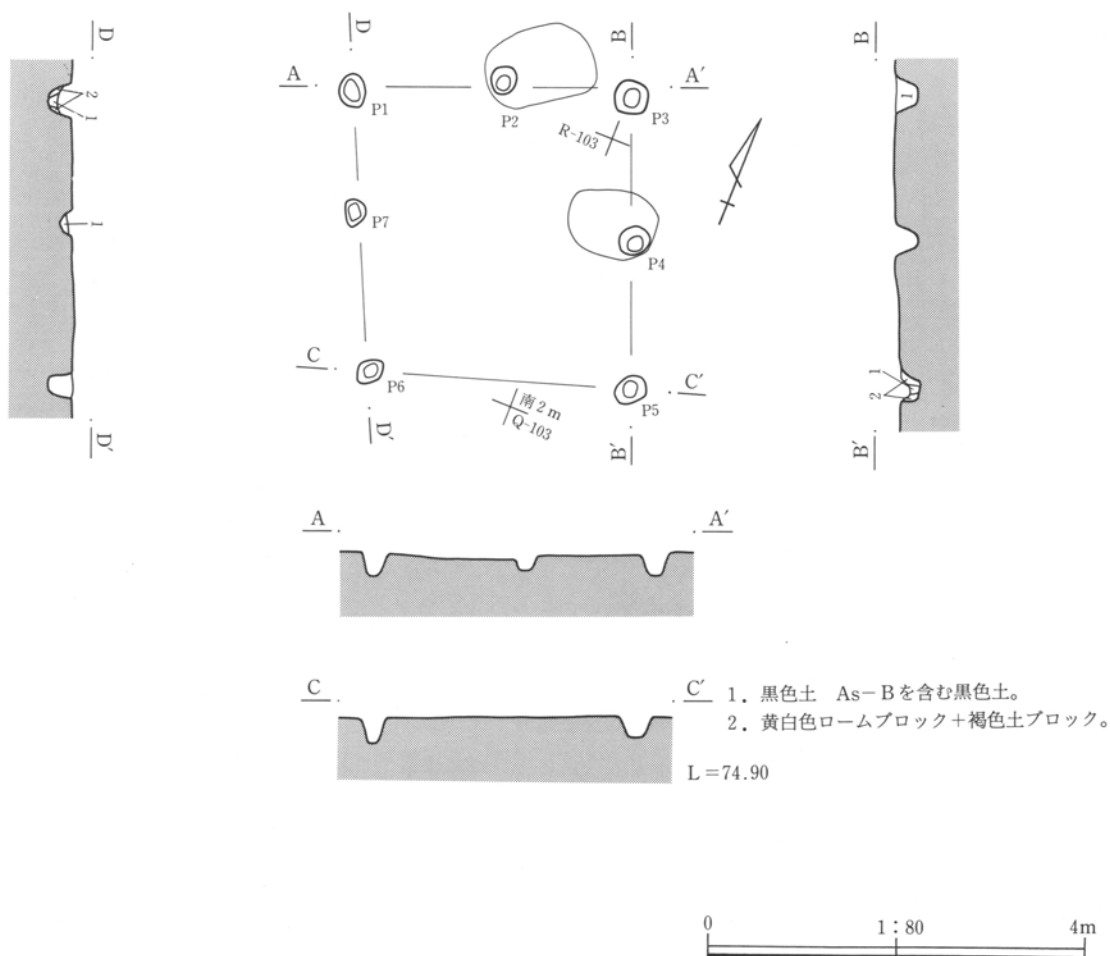 D
B
A
A′
P1
P2
P3
R-103
P7
P4
C
C′
P6
P5
南2m
Q-103
D′
B′
D
2
1
1
D′
B
1
1
2
B′
A
A′
C
C′
1. 黒色土 As-Bを含む黒色土。
2. 黄白色ロームブロック+褐色土ブロック。
L=74.90
0
1:80
4m